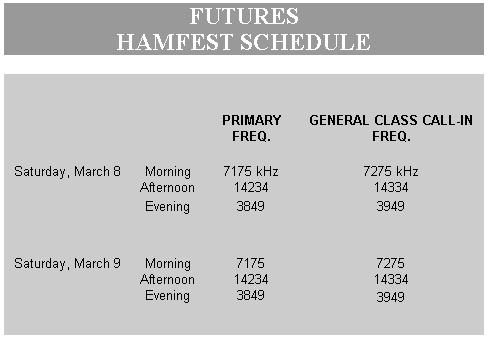 FUTURES
HAMFEST SCHEDULE
PRIMARY FREQ. GENERAL CLASS CALL-IN FREQ.
Saturday, March 8 Morning 7175 kHz 7275 kHz
Afternoon 14234 14334
Evening 3849 3949
Saturday, March 9 Morning 7175 7275
Afternoon 14234 14334
Evening 3849 3949